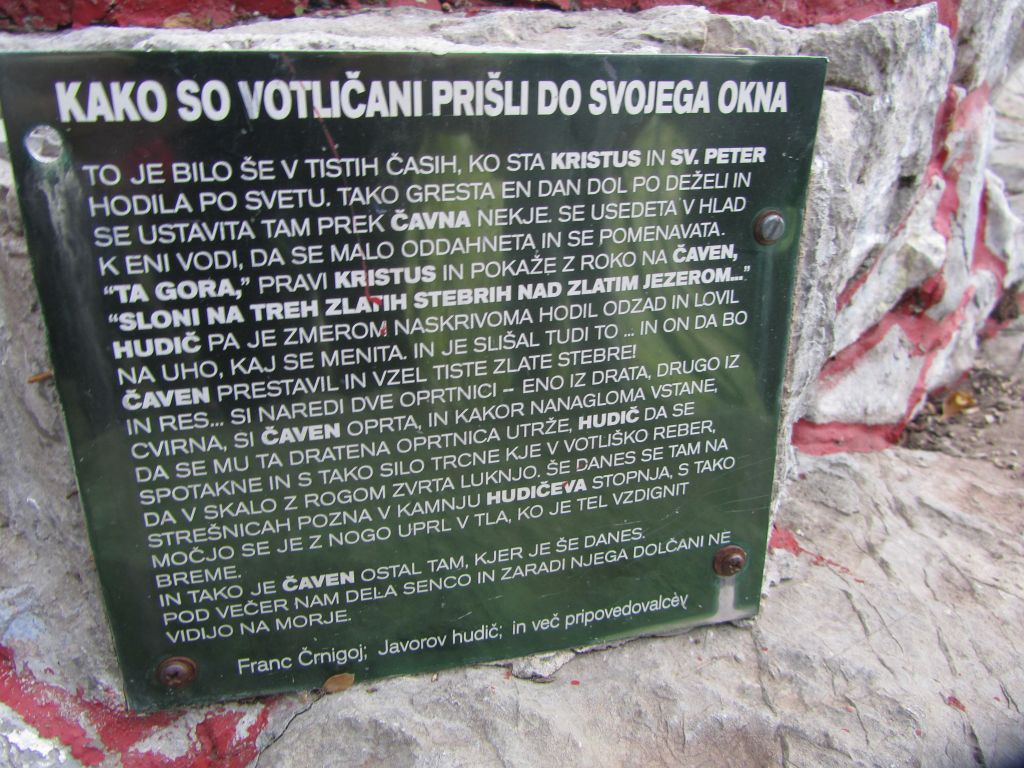 KAKO SO VOTLIČANI PRIŠLI DO SVOJEGA OKNA
TO JE BILO ŠE V TISTIH ČASIH, KO STA KRISTUS IN SV. PETER
HODILA PO SVETU. TAKO GRESTA EN DAN DOL PO DEŽELI IN
SE USTAVITA TAM PREK ČAVNA NEKJE. SE USEDETA V HLAD
K ENI VODI, DA SE MALO ODDAHNETA IN SE POMENAVATA.
“TA GORA,” PRAVI KRISTUS IN POKAŽE Z ROKO NA ČAVEN,
“SLONI NA TREH ZLATIH STEBRIH NAD ZLATIM JEZEROM...”
HUDIČ PA JE ZMEROM NASKRIVOMA HODIL ODZAD IN LOVIL
NA UHO, KAJ SE MENITA. IN JE SLIŠAL TUDI TO ... IN ON DA BO
ČAVEN PRESTAVIL IN VZEL TISTE ZLATE STEBRE!
IN RES... SI NAREDI DVE OPRTNICI – ENO IZ DRATA, DRUGO IZ
CVIRNA, SI ČAVEN OPRTA, IN KAKOR NANAGLOMA VSTANE,
DA SE MU TA DRATENA OPRTNICA UTRŽE, HUDIČ DA SE
SPOTAKNE IN S TAKO SILO TRCNE KJE V VOTLIŠKO REBER,
DA V SKALO Z ROGOM ZVRTA LUKNJO. ŠE DANES SE TAM NA
STREŠNICAH POZNA V KAMNJU HUDIČEVA STOPNJA, S TAKO
MOČJO SE JE Z NOGO UPRL V TLA, KO JE TEL VZDIGNIT
BREME.
IN TAKO JE ČAVEN OSTAL TAM, KJER JE ŠE DANES.
POD VEČER NAM DELA SENCO IN ZARADI NJEGA DOLČANI NE
VIDIJO NA MORJE.
Franc Črnigoj; Javorov hudič; in več pripovedovalcev